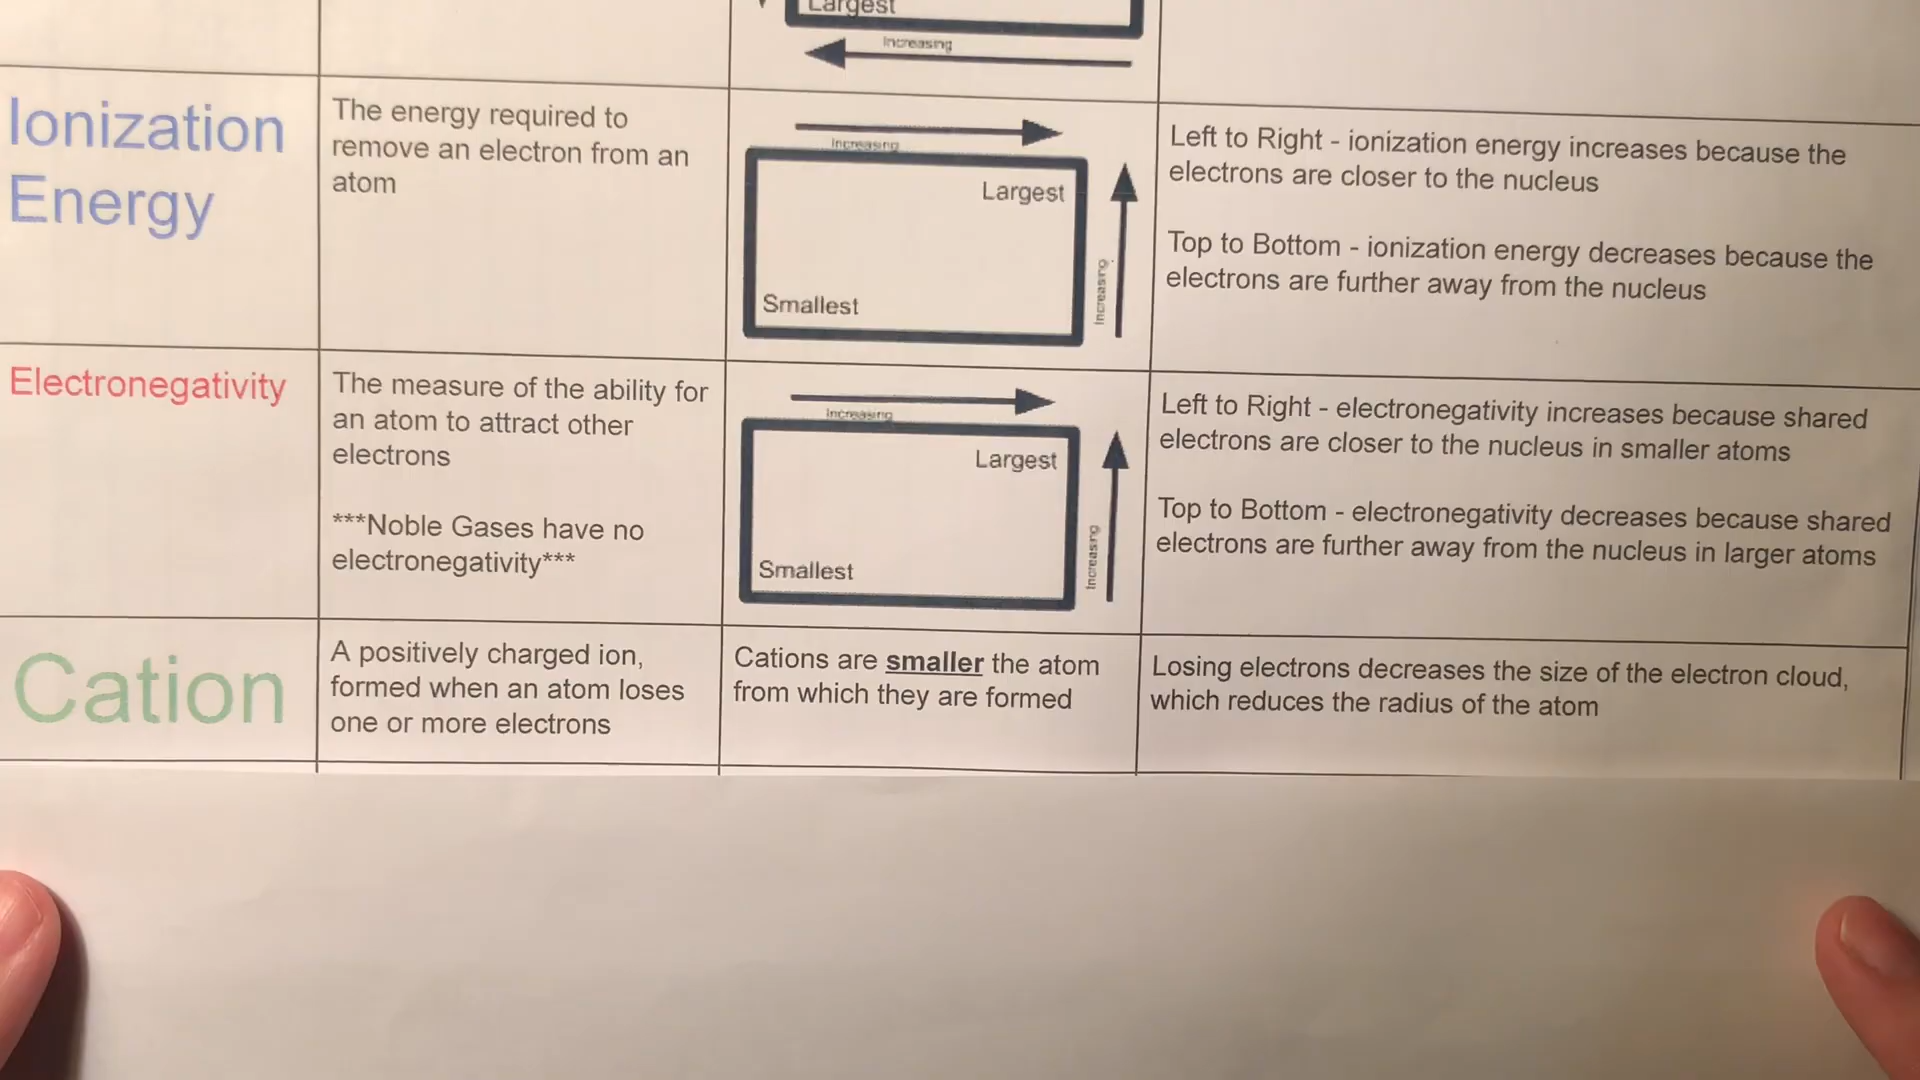 Largest
Increasing
Ionization
Energy
The energy required to
remove an electron from an
atom
Increasing
Largest
Smallest
Increasing
Left to Right - ionization energy increases because the
electrons are closer to the nucleus
Top to Bottom - ionization energy decreases because the
electrons are further away from the nucleus
Electronegativity
The measure of the ability for
an atom to attract other
electrons
***Noble Gases have no
electronegativity***
Increasing
Largest
Smallest
Increasing
Left to Right - electronegativity increases because shared
electrons are closer to the nucleus in smaller atoms
Top to Bottom - electronegativity decreases because shared
electrons are further away from the nucleus in larger atoms
Cation
A positively charged ion,
formed when an atom loses
one or more electrons
Cations are smaller the atom
from which they are formed
Losing electrons decreases the size of the electron cloud,
which reduces the radius of the atom